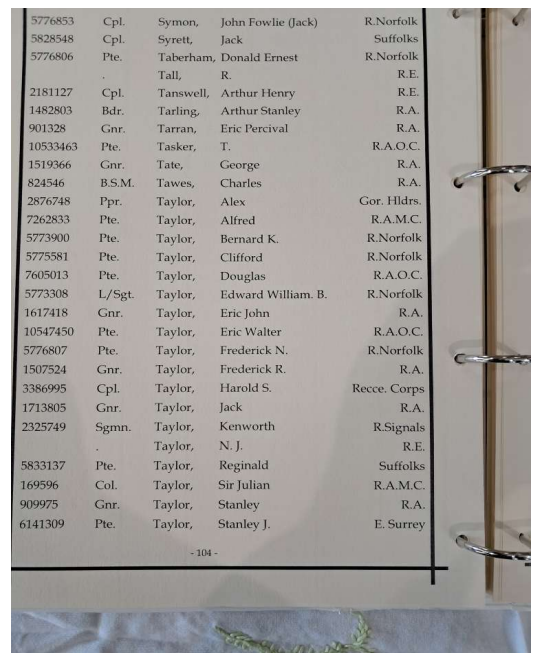 5776853 Cpl. Symon, John Fowlie (Jack) R.Norfolk
5828548 Cpl. Syrett, Jack Suffolks
5776806 Pte. Taberham, Donald Ernest R.Norfolk
. Tall, R. R.E.
2181127 Cpl. Tanswell, Arthur Henry R.E.
1482803 Bdr. Tarling, Arthur Stanley R.A.
901328 Gnr. Tarran, Eric Percival R.A.
10533463 Pte. Tasker, T. R.A.O.C.
1519366 Gnr. Tate, George R.A.
824546 B.S.M. Tawes, Charles R.A.
2876748 Ppr. Taylor, Alex Gor. Hldrs.
7262833 Pte. Taylor, Alfred R.A.M.C.
5773900 Pte. Taylor, Bernard K. R.Norfolk
5775581 Pte. Taylor, Clifford R.Norfolk
7605013 Pte. Taylor, Douglas R.A.O.C.
5773308 L/Sgt. Taylor, Edward William. B. R.Norfolk
1617418 Gnr. Taylor, Eric John R.A.
10547450 Pte. Taylor, Eric Walter R.A.O.C.
5776807 Pte. Taylor, Frederick N. R.Norfolk
1507524 Gnr. Taylor, Frederick R. R.A.
3386995 Cpl. Taylor, Harold S. Recce. Corps
1713805 Gnr. Taylor, Jack R.A.
2325749 Sgmn. Taylor, Kenworth R.Signals
. Taylor, N. J. R.E.
5833137 Pte. Taylor, Reginald Suffolks
169596 Col. Taylor, Sir Julian R.A.M.C.
909975 Gnr. Taylor, Stanley R.A.
6141309 Pte. Taylor, Stanley J. E. Surrey
- 104 -